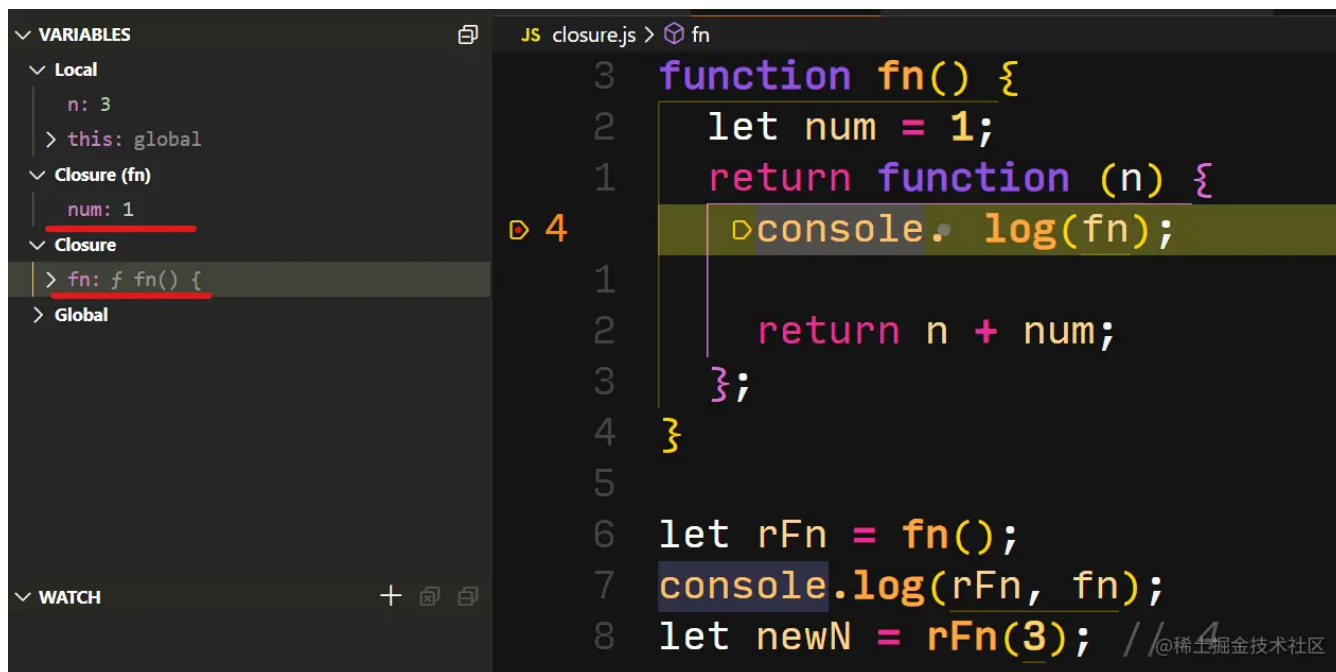 VARIABLES
Local
n: 3
this: global
Closure (fn)
num: 1
Closure
fn: ƒ fn() {
Global
WATCH
JS closure.js > fn
3 function fn() {
2 let num = 1;
1 return function (n) {
4 console. log(fn);
1
2 return n + num;
3 };
4 }
5
6 let rFn = fn();
7 console.log(rFn, fn);
8 let newN = rFn(3); // 4
@稀土掘金技术社区